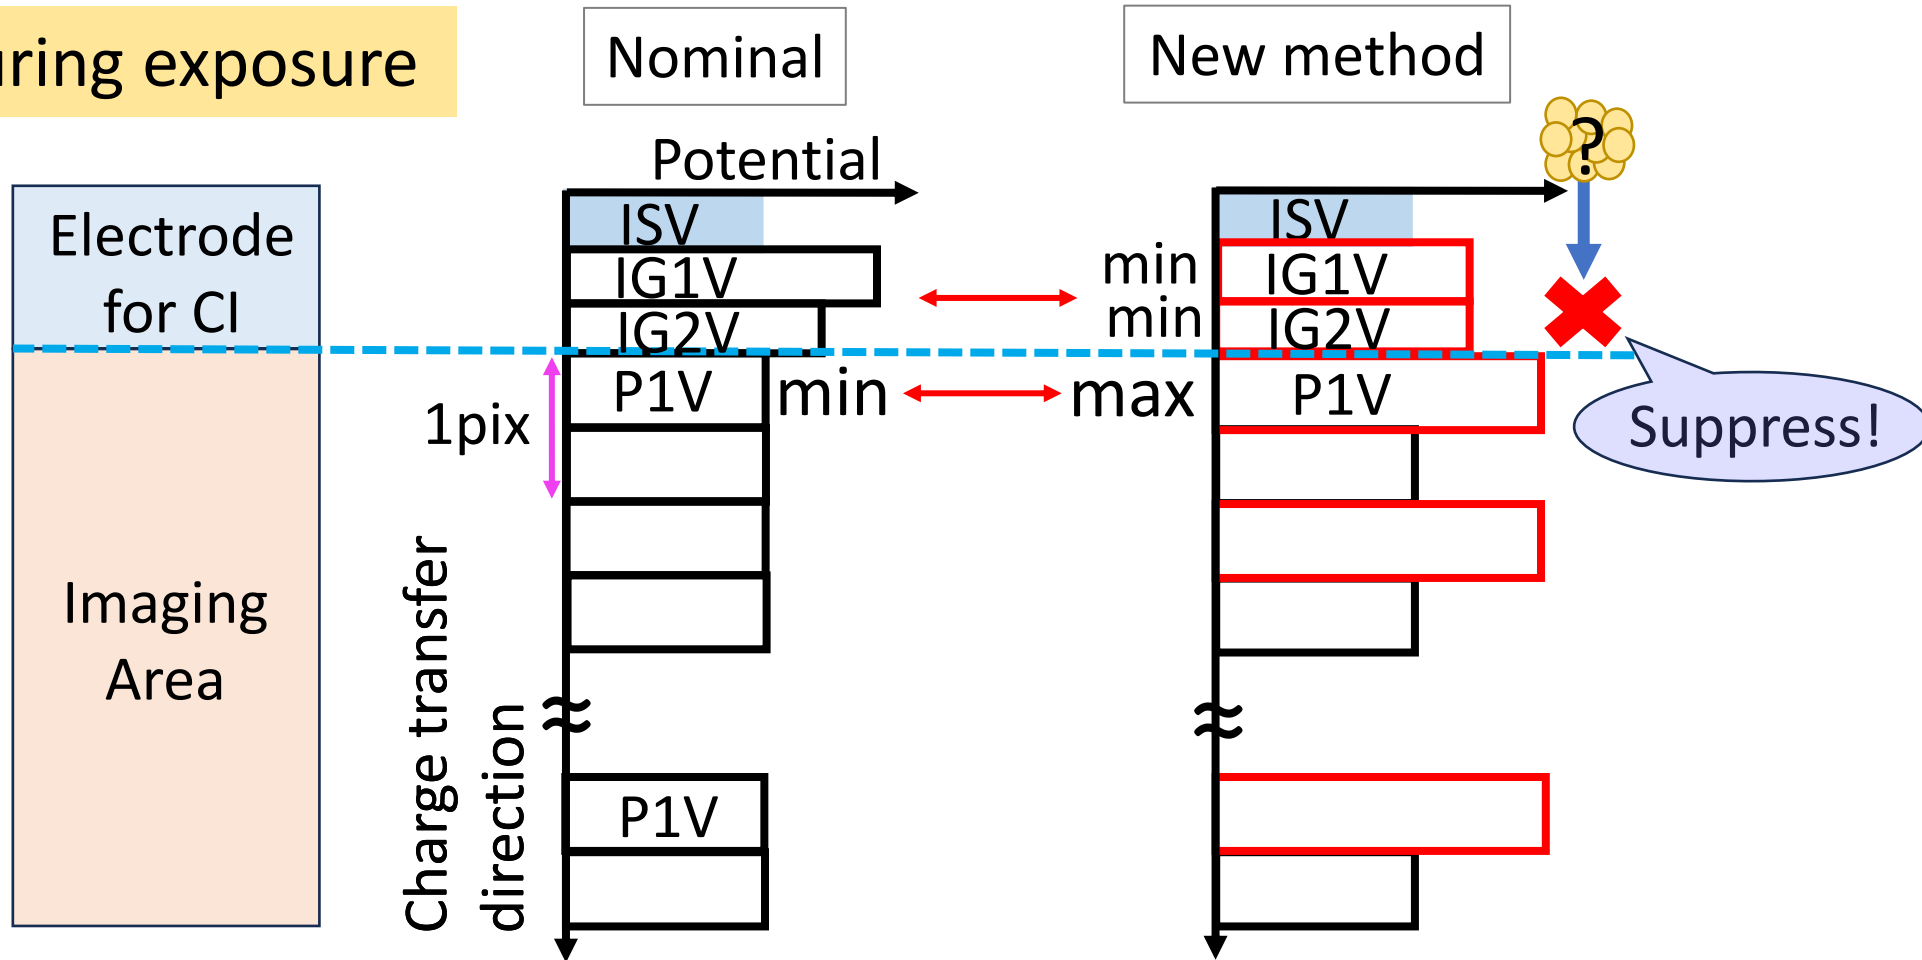 uring exposure
Nominal
New method
?
Potential
Electrode
for CI
ISV
IG1V
IG2V
min
min
ISV
IG1V
IG2V
P1V
min
max
P1V
1pix
Suppress!
Imaging
Area
Charge transfer
direction
P1V